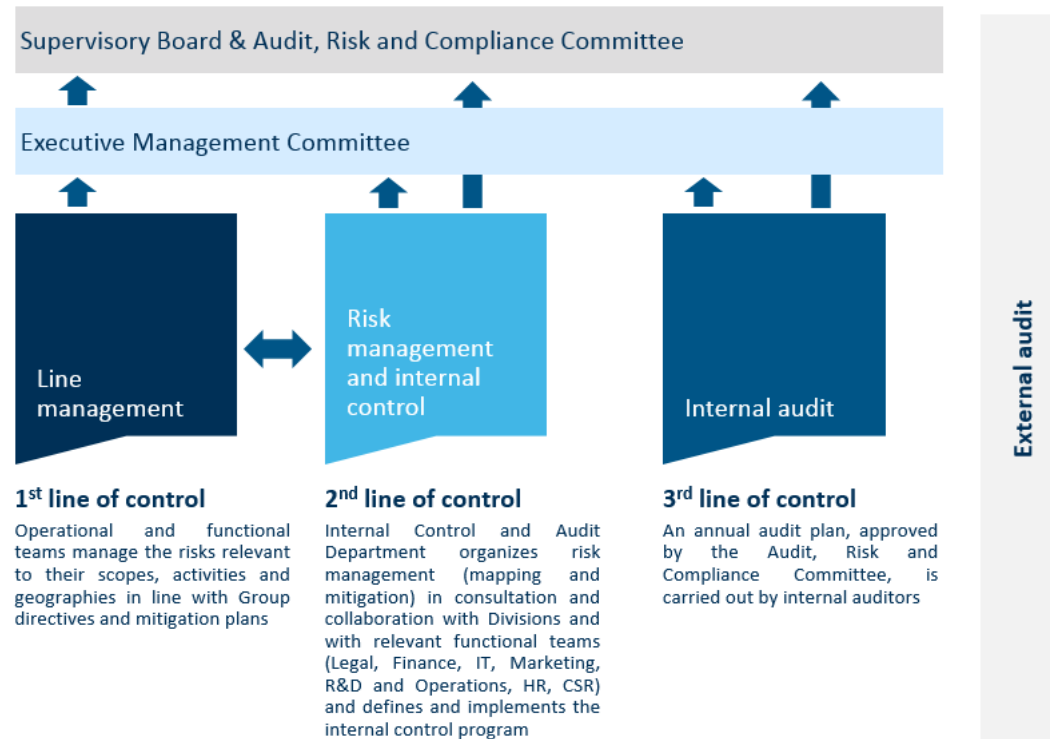 Supervisory Board & Audit, Risk and Compliance Committee
Executive Management Committee
Line
management
Risk
management
and internal
control
Internal audit
1st line of control
Operational and functional
teams manage the risks relevant
to their scopes, activities and
geographies in line with Group
directives and mitigation plans
2nd line of control
Internal Control and Audit
Department organizes risk
management (mapping and
mitigation) in consultation and
collaboration with Divisions and
with relevant functional teams
(Legal, Finance, IT, Marketing,
R&D and Operations, HR, CSR)
and defines and implements the
internal control program
3rd line of control
An annual audit plan, approved
by the Audit, Risk and
Compliance Committee, is
carried out by internal auditors
External audit